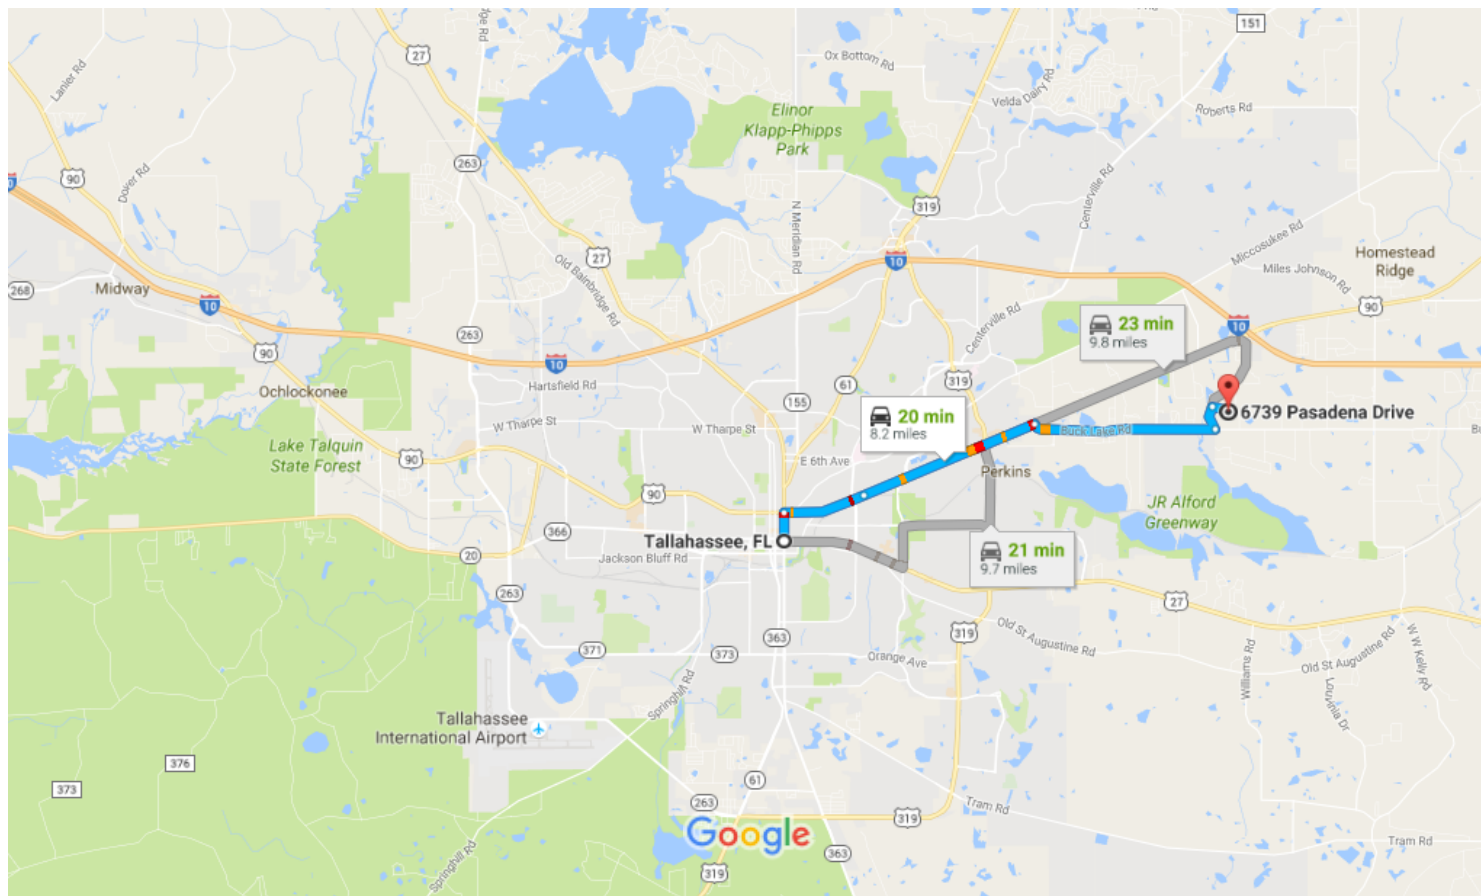 151
27
Ox Bottom Rd
Lanier Rd
Velda Dairy Rd
Roberts Rd
Elinor
Klapp-Phipps
Park
263
90
Dover Rd
10
319
Centerville Rd
N Meridian Rd
Miccosukee Rd
27
Old Bainbridge Rd
10
Homestead
Ridge
Miles Johnson Rd
268
Midway
10
90
263
23 min
9.8 miles
10
Centerville Rd
90
10
Ochlockonee
Hartsfield Rd
61
319
155
20 min
8.2 miles
6739 Pasadena Drive
W Tharpe St
W Tharpe St
Buck Lake Rd
Lake Talquin
State Forest
90
E 6th Ave
Perkins
90
JR Alford
Greenway
366
Tallahassee, FL
Jackson Bluff Rd
20
21 min
9.7 miles
263
27
371
373
363
319
Old St Augustine Rd
Orange Ave
Williams Rd
Old St Augustine Rd
W W Kelly Rd
Louvinia Dr
Springhill Rd
Tallahassee
International Airport
376
373
61
263
Tram Rd
319
Google
363
Tram Rd
Springhill Rd
319